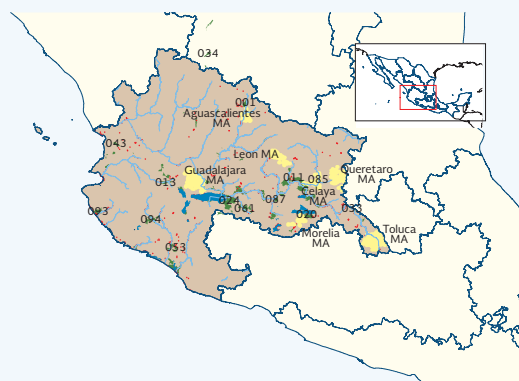 034
001
Aguascalientes
MA
043
Leon MA
Guadalajara
MA
013
011
085
Queretaro
MA
Celaya
MA
024
061
087
093
094
020
Toluca
MA
Morelia
MA
053